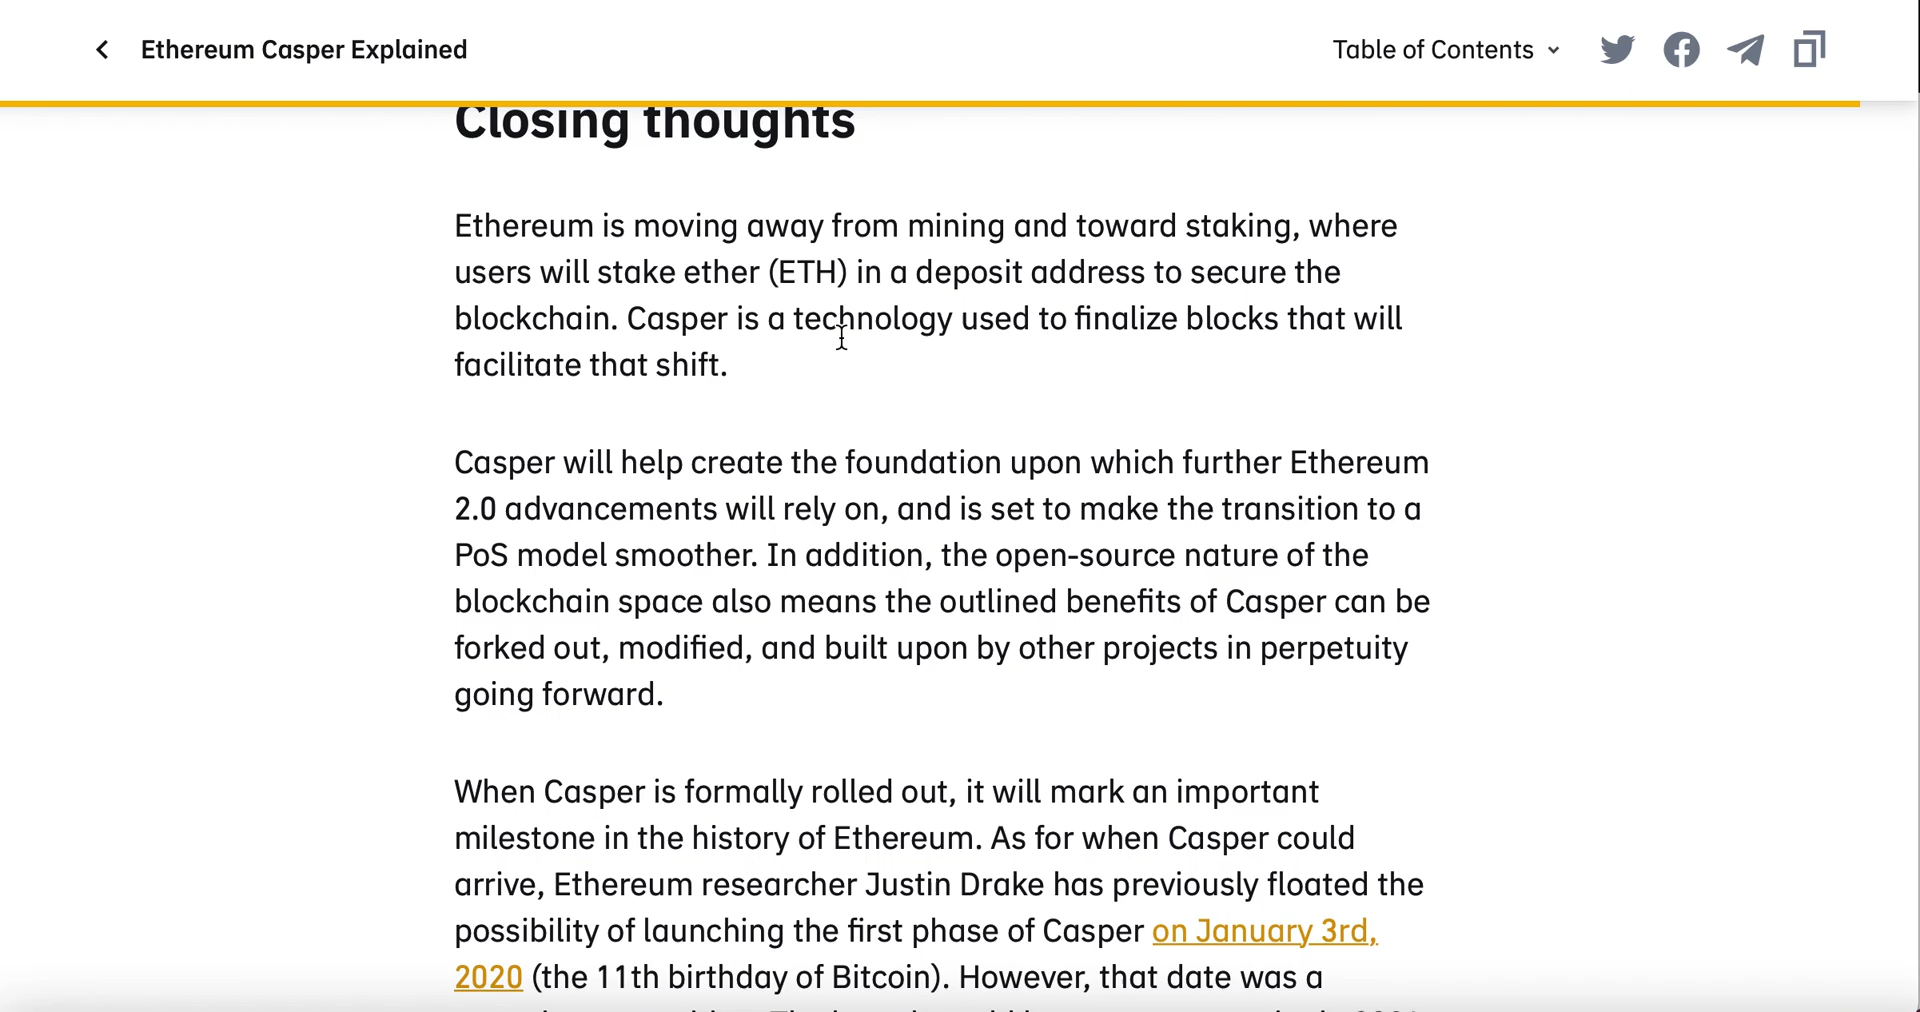 Ethereum Casper Explained
Table of Contents
Closing thoughts
Ethereum is moving away from mining and toward staking, where
users will stake ether (ETH) in a deposit address to secure the
blockchain. Casper is a technology used to finalize blocks that will
facilitate that shift.
Casper will help create the foundation upon which further Ethereum
2.0 advancements will rely on, and is set to make the transition to a
PoS model smoother. In addition, the open-source nature of the
blockchain space also means the outlined benefits of Casper can be
forked out, modified, and built upon by other projects in perpetuity
going forward.
When Casper is formally rolled out, it will mark an important
milestone in the history of Ethereum. As for when Casper could
arrive, Ethereum researcher Justin Drake has previously floated the
possibility of launching the first phase of Casper on January 3rd,
2020 (the 11th birthday of Bitcoin). However, that date was a